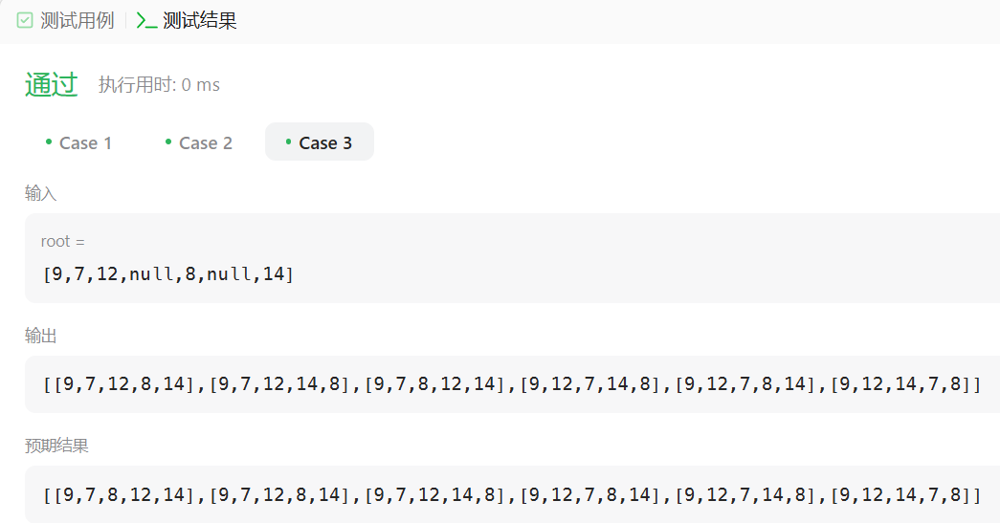 测试用例 测试结果
通过 执行用时: 0 ms
Case 1 Case 2 Case 3
输入
root =
[9,7,12,null,8,null,14]
输出
[[9,7,12,8,14],[9,7,12,14,8],[9,7,8,12,14],[9,12,7,14,8],[9,12,7,8,14],[9,12,14,7,8]]
预期结果
[[9,7,8,12,14],[9,7,12,8,14],[9,7,12,14,8],[9,12,7,8,14],[9,12,7,14,8],[9,12,14,7,8]]